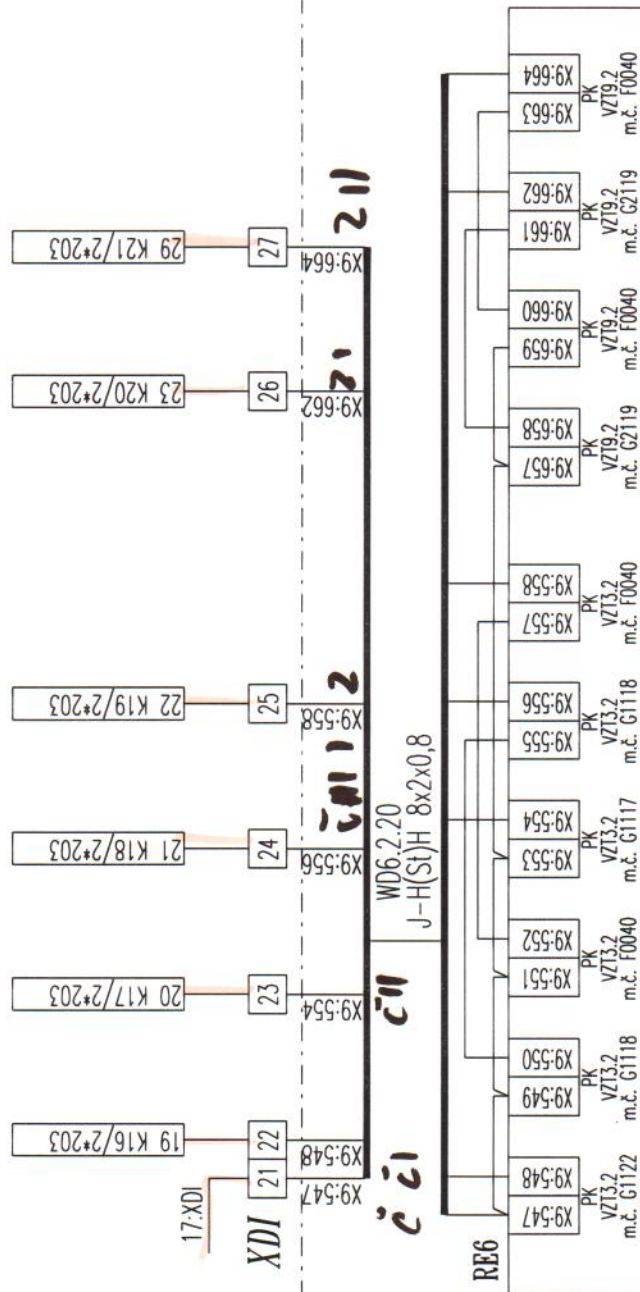 29 K21/2*203
23 K20/2*203
22 K19/2*203
21 K18/2*203
20 K17/2*203
19 K16/2*203
17:XDI
XDI
21
22
23
24
25
26
27
X9:547
X9:548
X9:554
X9:556
X9:558
X9:662
X9:664
WD6.2.20
J-H(St)H 8x2x0,8
RE6
X9:547 X9:548
PK
VZT3.2
m.č. G1122
X9:549 X9:550
PK
VZT3.2
m.č. G1118
X9:551 X9:552
PK
VZT3.2
m.č. F0040
X9:553 X9:554
PK
VZT3.2
m.č. G1117
X9:555 X9:556
PK
VZT3.2
m.č. G1118
X9:557 X9:558
PK
VZT3.2
m.č. F0040
X9:657 X9:658
PK
VZT9.2
m.č. G2119
X9:659 X9:660
PK
VZT9.2
m.č. F0040
X9:661 X9:662
PK
VZT9.2
m.č. G2119
X9:663 X9:664
PK
VZT9.2
m.č. F0040